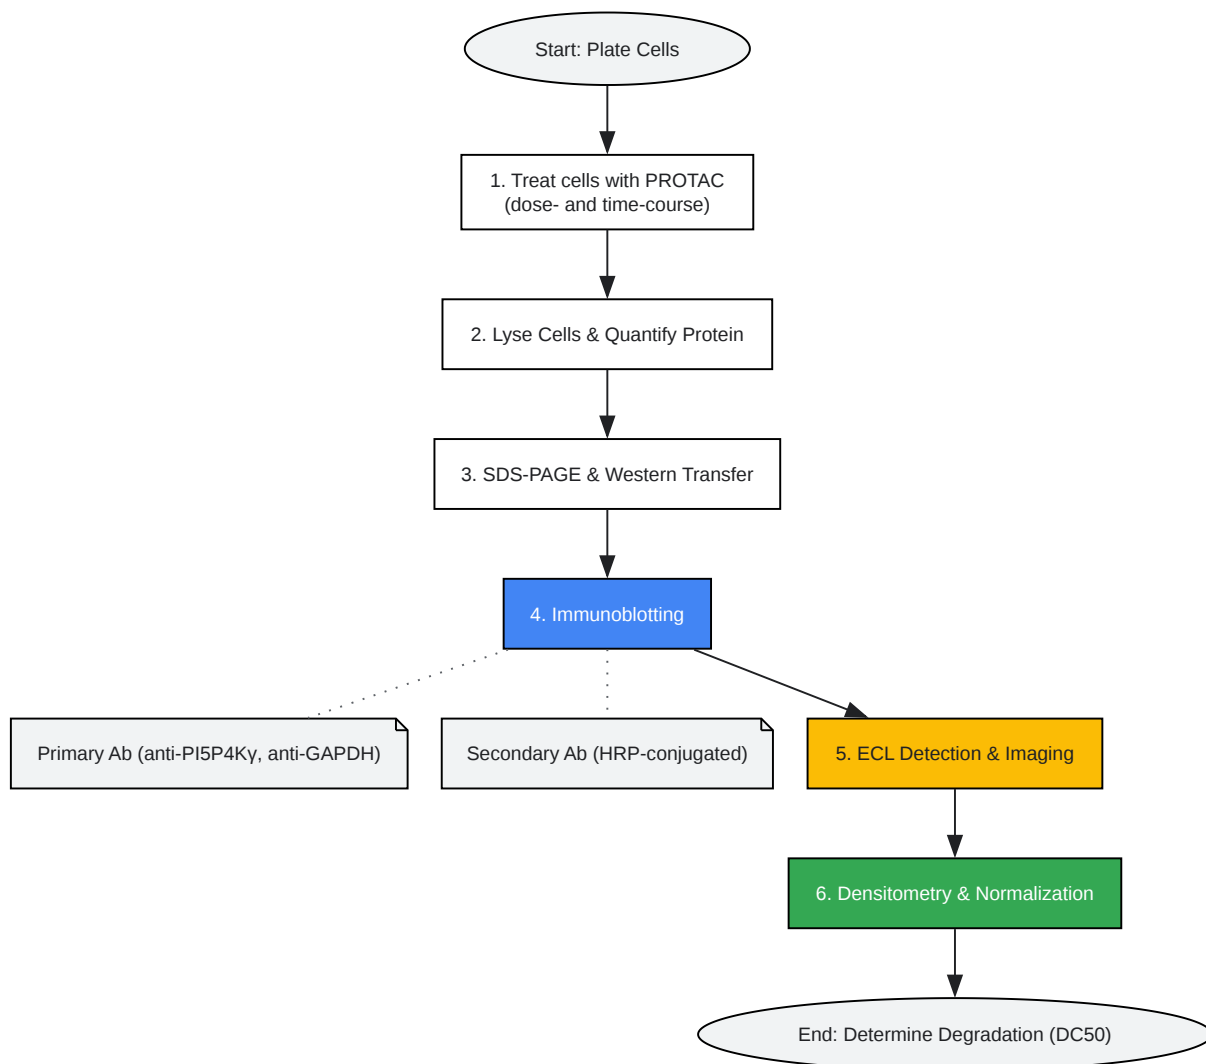 Start: Plate Cells
1. Treat cells with PROTAC
(dose- and time-course)
2. Lyse Cells & Quantify Protein
3. SDS-PAGE & Western Transfer
4. Immunoblotting
Primary Ab (anti-PI5P4Kγ, anti-GAPDH)
Secondary Ab (HRP-conjugated)
5. ECL Detection & Imaging
6. Densitometry & Normalization
End: Determine Degradation (DC50)